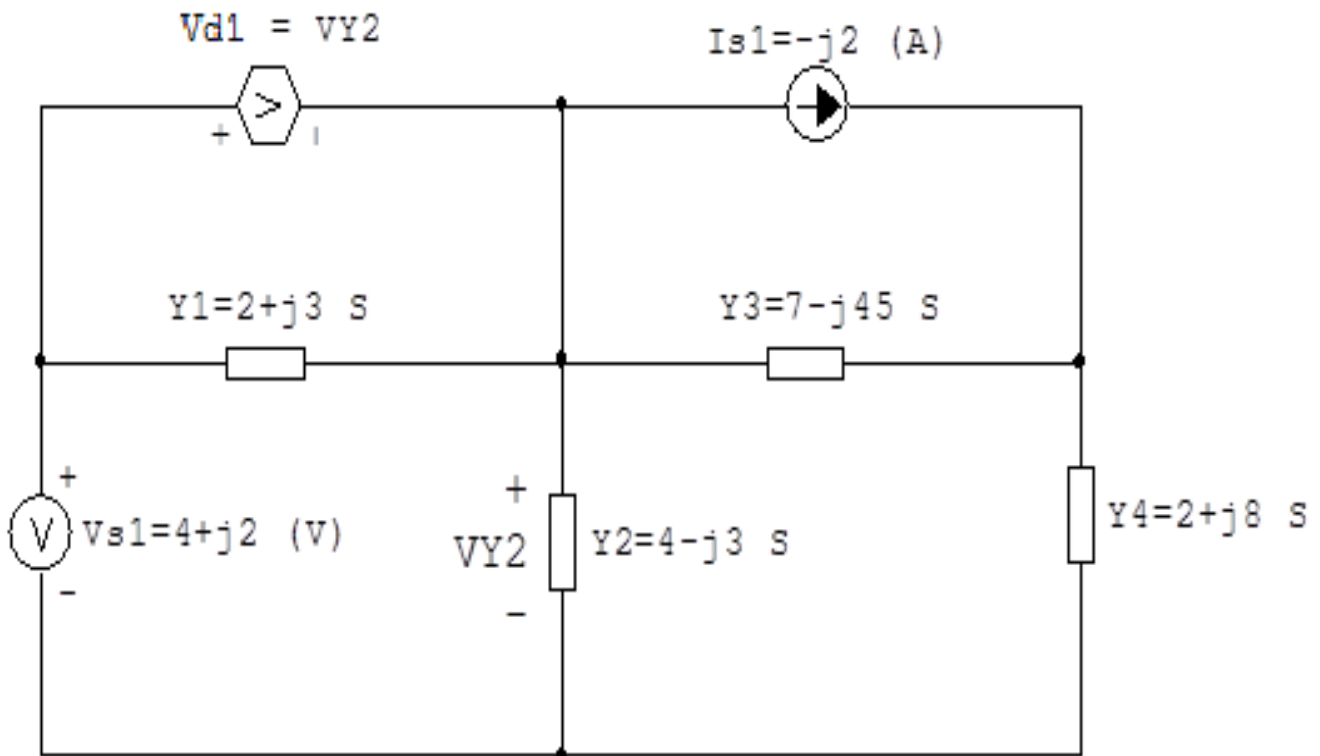 Vd1 = VY2
Is1=-j2 (A)
+
Y1=2+j3 S
Y3=7-j45 S
+
Vs1=4+j2 (V)
-
+
VY2
-
Y2=4-j3 S
Y4=2+j8 S
V